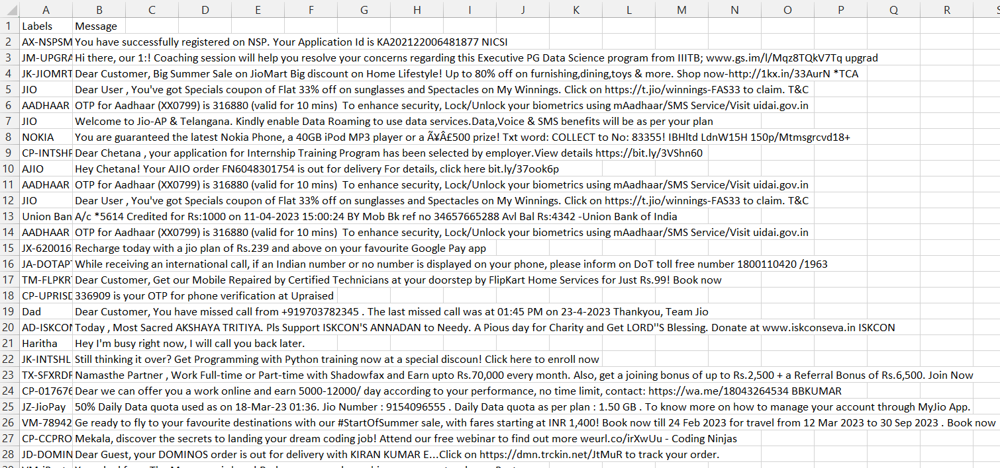 A B C D E F G H I J K L M N O P Q R S
1 Labels Message
2 AX-NSPSM You have successfully registered on NSP. Your Application Id is KA202122006481877 NICSI
3 JM-UPGRA Hi there, our 1:! Coaching session will help you resolve your concerns regarding this Executive PG Data Science program from IIITB; www.gs.im/l/Mqz8TQkV7Tq upgrad
4 JK-JIOMRT Dear Customer, Big Summer Sale on JioMart Big discount on Home Lifestyle! Up to 80% off on furnishing,dining,toys & more. Shop now-http://1kx.in/33AurN *TCA
5 JIO Dear User , You've got Specials coupon of Flat 33% off on sunglasses and Spectacles on My Winnings. Click on https://t.jio/winnings-FAS33 to claim. T&C
6 AADHAAR OTP for Aadhaar (XX0799) is 316880 (valid for 10 mins)  To enhance security, Lock/Unlock your biometrics using mAadhaar/SMS Service/Visit uidai.gov.in
7 JIO Welcome to Jio-AP & Telangana. Kindly enable Data Roaming to use data services.Data,Voice & SMS benefits will be as per your plan
8 NOKIA You are guaranteed the latest Nokia Phone, a 40GB iPod MP3 player or a Ã¥Â£500 prize! Txt word: COLLECT to No: 83355! IBHltd LdnW15H 150p/Mtmsgrcvd18+
9 CP-INTSHP Dear Chetana , your application for Internship Training Program has been selected by employer.View details https://bit.ly/3VShn60
10 AJIO Hey Chetana! Your AJIO order FN6048301754 is out for delivery For details, click here bit.ly/37ook6p
11 AADHAAR OTP for Aadhaar (XX0799) is 316880 (valid for 10 mins)  To enhance security, Lock/Unlock your biometrics using mAadhaar/SMS Service/Visit uidai.gov.in
12 JIO Dear User , You've got Specials coupon of Flat 33% off on sunglasses and Spectacles on My Winnings. Click on https://t.jio/winnings-FAS33 to claim. T&C
13 Union Ban A/c *5614 Credited for Rs:1000 on 11-04-2023 15:00:24 BY Mob Bk ref no 34657665288 Avl Bal Rs:4342 -Union Bank of India
14 AADHAAR OTP for Aadhaar (XX0799) is 316880 (valid for 10 mins)  To enhance security, Lock/Unlock your biometrics using mAadhaar/SMS Service/Visit uidai.gov.in
15 JX-620016 Recharge today with a jio plan of Rs.239 and above on your favourite Google Pay app
16 JA-DOTAPT While receiving an international call, if an Indian number or no number is displayed on your phone, please inform on DoT toll free number 1800110420 /1963
17 TM-FLPKRT Dear Customer, Get our Mobile Repaired by Certified Technicians at your doorstep by FlipKart Home Services for Just Rs.99! Book now
18 CP-UPRISD 336909 is your OTP for phone verification at Upraised
19 Dad Dear Customer, You have missed call from +919703782345 . The last missed call was at 01:45 PM on 23-4-2023 Thankyou, Team Jio
20 AD-ISKCON Today , Most Sacred AKSHAYA TRITIYA. Pls Support ISKCON'S ANNADAN to Needy. A Pious day for Charity and Get LORD''S Blessing. Donate at www.iskconseva.in ISKCON
21 Haritha Hey I'm busy right now, I will call you back later.
22 JK-INTSHL Still thinking it over? Get Programming with Python training now at a special discoun! Click here to enroll now
23 TX-SFXRDR Namasthe Partner , Work Full-time or Part-time with Shadowfax and Earn upto Rs.70,000 every month. Also, get a joining bonus of up to Rs.2,500 + a Referral Bonus of Rs.6,500. Join Now
24 CP-017676 Dear we can offer you a work online and earn 5000-12000/ day according to your performance, no time limit, contact: https://wa.me/18043264534 BBKUMAR
25 JZ-JioPay 50% Daily Data quota used as on 18-Mar-23 01:36. Jio Number : 9154096555 . Daily Data quota as per plan : 1.50 GB . To know more on how to manage your account through MyJio App.
26 VM-78942 Ge ready to fly to your favourite destinations with our #StartOfSummer sale, with fares starting at INR 1,400! Book now till 24 Feb 2023 for travel from 12 Mar 2023 to 30 Sep 2023 . Book now
27 CP-CCPRO Mekala, discover the secrets to landing your dream coding job! Attend our free webinar to find out more weurl.co/irXwUu - Coding Ninjas
28 JD-DOMIN Dear Guest, your DOMINOS order is out for delivery with KIRAN KUMAR E...Click on https://dmn.trckin.net/JtMuR to track your order.